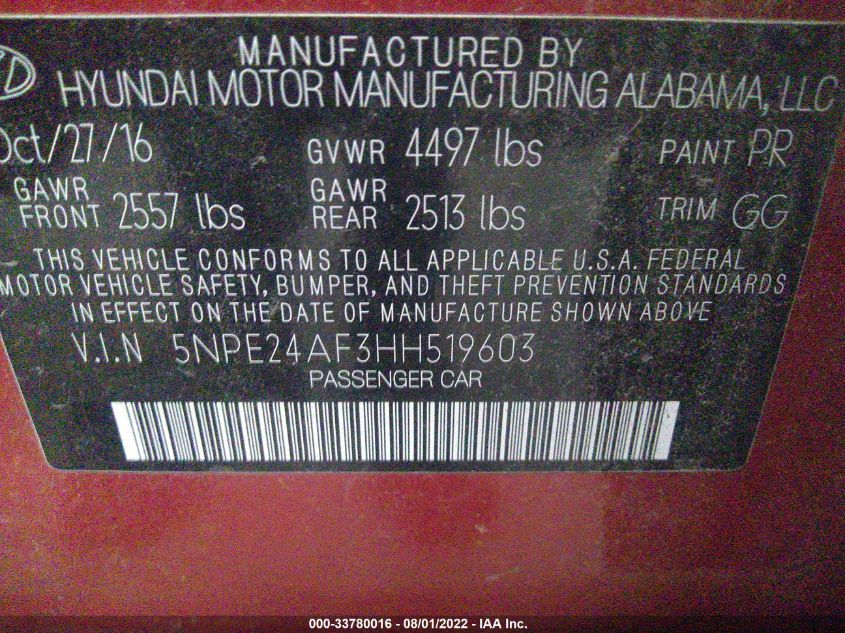 MANUFACTURED BY
HYUNDAI MOTOR MANUFACTURING ALABAMA, LLC
Oct/27/16 GVWR 4497 lbs PAINT PR
GAWR FRONT 2557 lbs GAWR REAR 2513 lbs TRIM GG
THIS VEHICLE CONFORMS TO ALL APPLICABLE U.S.A. FEDERAL
MOTOR VEHICLE SAFETY, BUMPER, AND THEFT PREVENTION STANDARDS
IN EFFECT ON THE DATE OF MANUFACTURE SHOWN ABOVE
V.I.N 5NPE24AF3HH519603
PASSENGER CAR
000-33780016 - 08/01/2022 - IAA Inc.